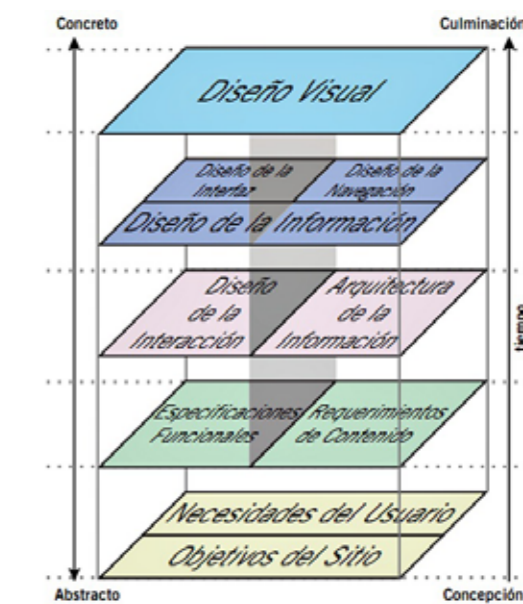 Concreto
Culminación
Diseño Visual
Diseño de la
Interfaz
Diseño de la
Navegación
Diseño de la Información
Diseño
de la
Interacción
Arquitectura
de la
Información
tiempo
Especificaciones
Funcionales
Requerimientos
de Contenido
Necesidades del Usuario
Objetivos del Sitio
Abstracto
Concepción